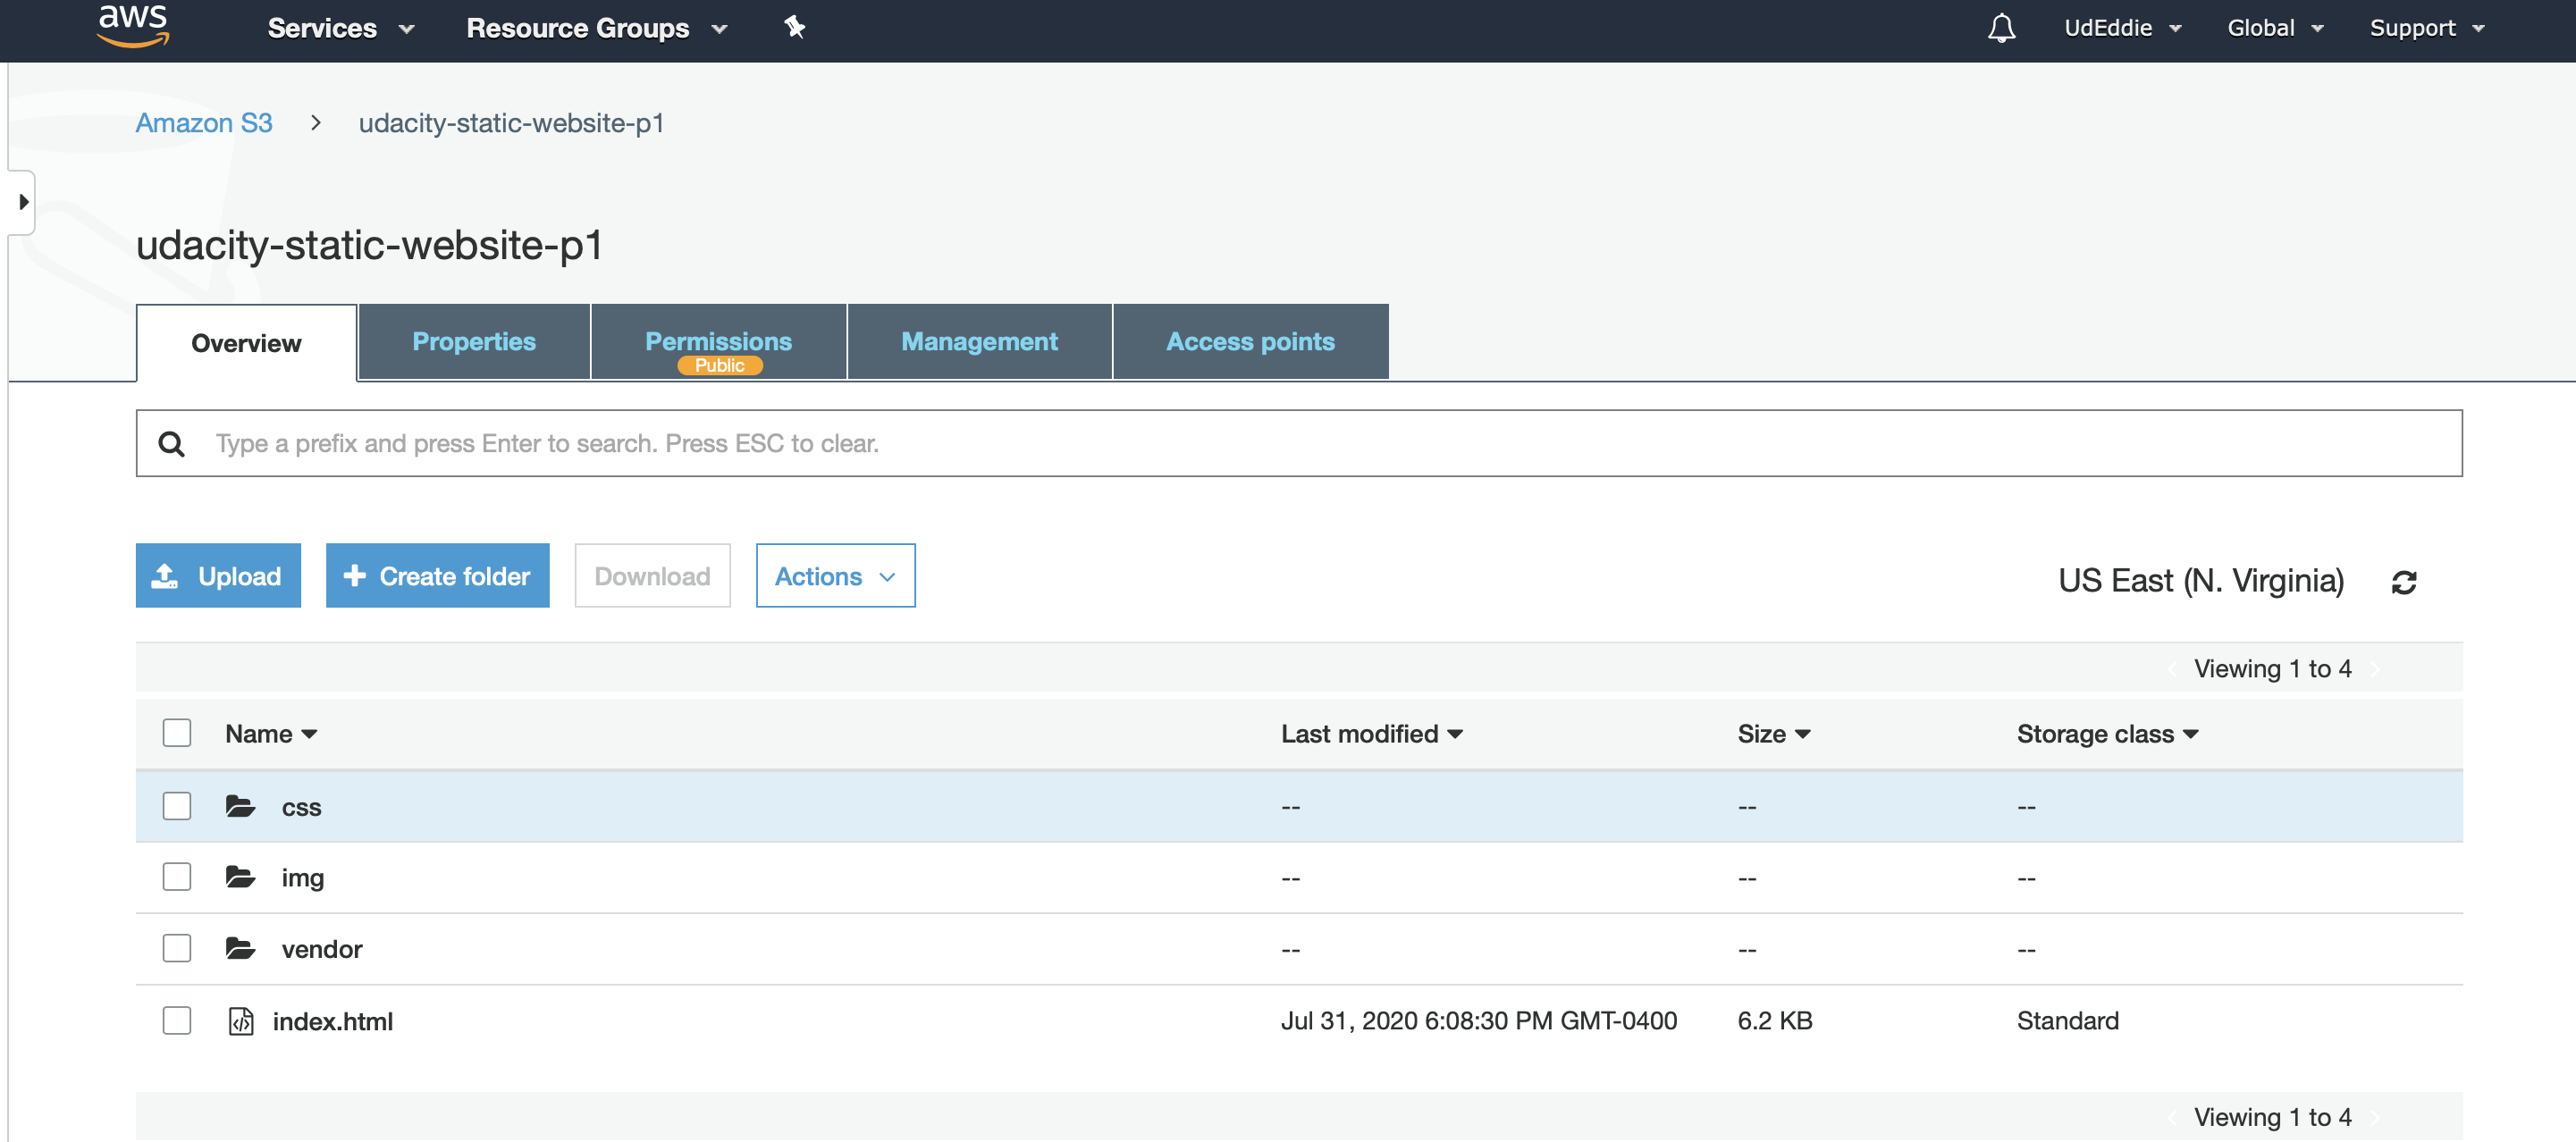 aws Services Resource Groups UdEddie Global Support
Amazon S3 > udacity-static-website-p1
udacity-static-website-p1
Overview Properties Permissions Management Access points
Public
Type a prefix and press Enter to search. Press ESC to clear.
Upload Create folder Download Actions US East (N. Virginia)
Viewing 1 to 4
Name Last modified Size Storage class
css -- -- --
img -- -- --
vendor -- -- --
index.html Jul 31, 2020 6:08:30 PM GMT-0400 6.2 KB Standard
Viewing 1 to 4